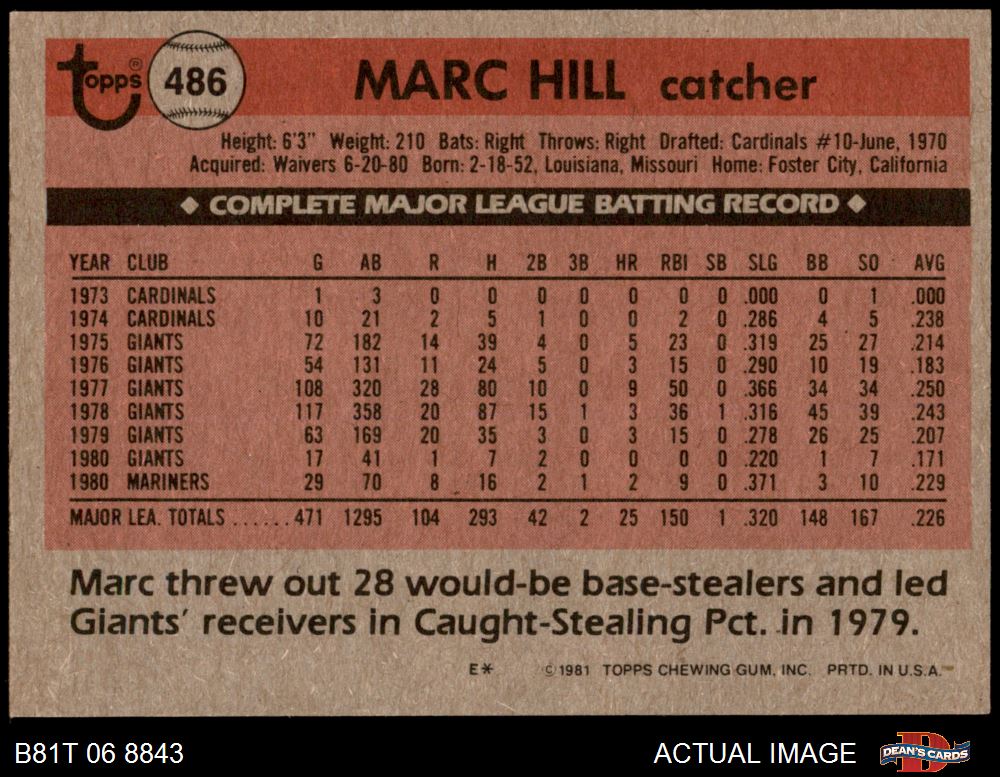 Topps® 486 MARC HILL catcher
Height: 6'3" Weight: 210 Bats: Right Throws: Right Drafted: Cardinals #10-June, 1970
Acquired: Waivers 6-20-80 Born: 2-18-52, Louisiana, Missouri Home: Foster City, California
◆ COMPLETE MAJOR LEAGUE BATTING RECORD ◆
YEAR CLUB G AB R H 2B 3B HR RBI SB SLG BB SO AVG
1973 CARDINALS 1 3 0 0 0 0 0 0 0 .000 0 1 .000
1974 CARDINALS 10 21 2 5 1 0 0 2 0 .286 4 5 .238
1975 GIANTS 72 182 14 39 4 0 5 23 0 .319 25 27 .214
1976 GIANTS 54 131 11 24 5 0 3 15 0 .290 10 19 .183
1977 GIANTS 108 320 28 80 10 0 9 50 0 .366 34 34 .250
1978 GIANTS 117 358 20 87 15 1 3 36 1 .316 45 39 .243
1979 GIANTS 63 169 20 35 3 0 3 15 0 .278 26 25 .207
1980 GIANTS 17 41 1 7 2 0 0 0 0 .220 1 7 .171
1980 MARINERS 29 70 8 16 2 1 2 9 0 .371 3 10 .229
MAJOR LEA. TOTALS ......471 1295 104 293 42 2 25 150 1 .320 148 167 .226
Marc threw out 28 would-be base-stealers and led
Giants' receivers in Caught-Stealing Pct. in 1979.
E* © 1981 TOPPS CHEWING GUM, INC. PRTD. IN U.S.A.
B81T 06 8843 ACTUAL IMAGE DEAN'S CARDS